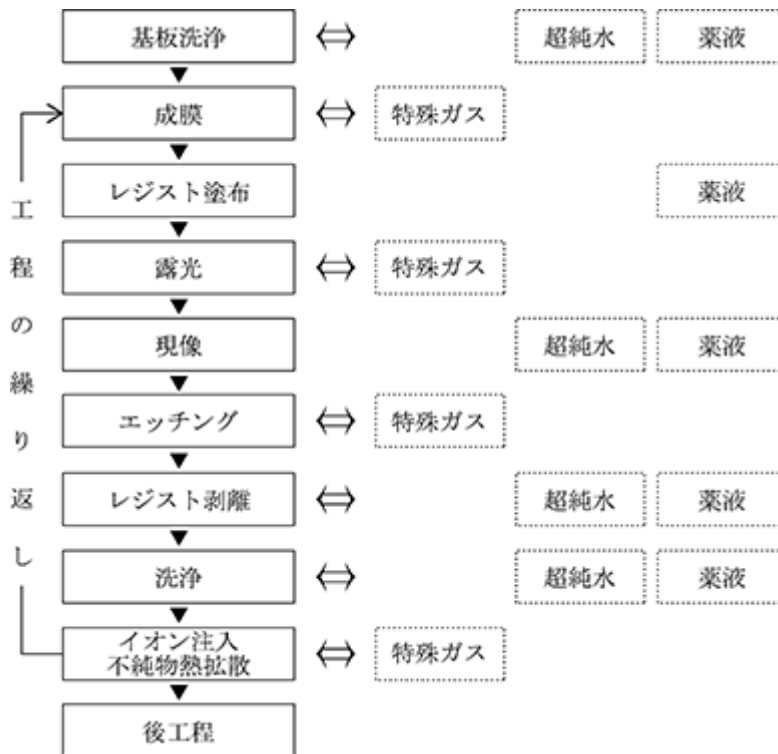 基板洗浄 ⇔ 超純水 薬液
▼
成膜 ⇔ 特殊ガス
▼
レジスト塗布 薬液
▼
露光 ⇔ 特殊ガス
▼
現像 超純水 薬液
▼
エッチング ⇔ 特殊ガス
▼
レジスト剥離 ⇔ 超純水 薬液
▼
洗浄 ⇔ 超純水 薬液
▼
イオン注入
不純物熱拡散 ⇔ 特殊ガス
▼
後工程
工程の繰り返し